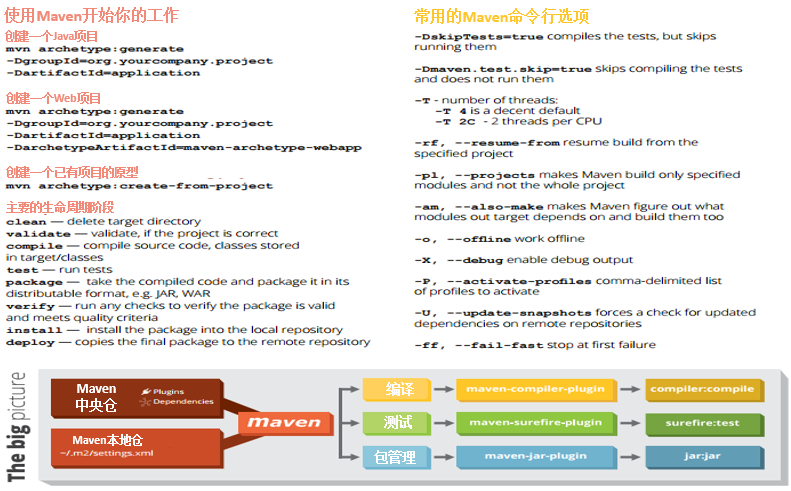 使用Maven开始你的工作
创建一个Java项目
mvn archetype:generate
-DgroupId=org.yourcompany.project
-DartifactId=application
创建一个Web项目
mvn archetype:generate
-DgroupId=org.yourcompany.project
-DartifactId=application
-DarchetypeArtifactId=maven-archetype-webapp
创建一个已有项目的原型
mvn archetype:create-from-project
主要的生命周期阶段
clean — delete target directory
validate — validate, if the project is correct
compile — compile source code, classes stored
in target/classes
test — run tests
package — take the compiled code and package it in its
distributable format, e.g. JAR, WAR
verify — run any checks to verify the package is valid
and meets quality criteria
install — install the package into the local repository
deploy — copies the final package to the remote repository
常用的Maven命令行选项
-DskipTests=true compiles the tests, but skips
running them
-Dmaven.test.skip=true skips compiling the tests
and does not run them
-T - number of threads:
-T 4 is a decent default
-T 2C - 2 threads per CPU
-rf, --resume-from resume build from the
specified project
-pl, --projects makes Maven build only specified
modules and not the whole project
-am, --also-make makes Maven figure out what
modules out target depends on and build them too
-o, --offline work offline
-X, --debug enable debug output
-P, --activate-profiles comma-delimited list
of profiles to activate
-U, --update-snapshots forces a check for updated
dependencies on remote repositories
-ff, --fail-fast stop at first failure
The big picture
Maven
中央仓
Plugins
Dependencies
Maven本地仓
~/.m2/settings.xml
maven
编译
maven-compiler-plugin
compiler:compile
测试
maven-surefire-plugin
surefire:test
包管理
maven-jar-plugin
jar:jar